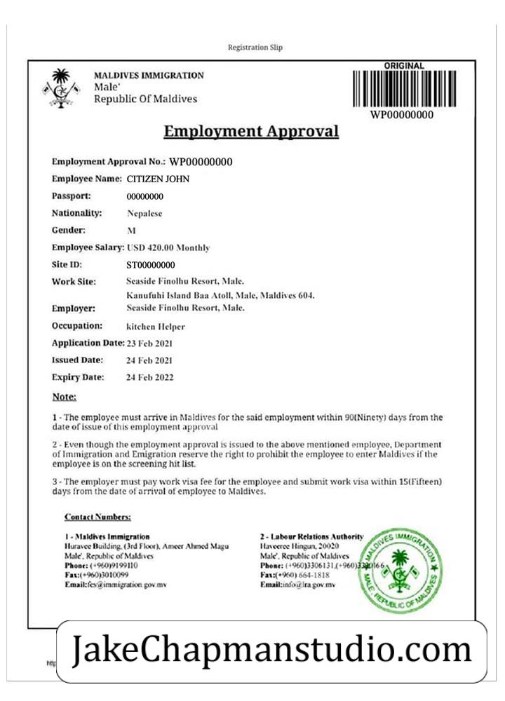 Registration Slip
MALDIVES IMMIGRATION
Male'
Republic Of Maldives
ORIGINAL
WP00000000
Employment Approval
Employment Approval No.: WP00000000
Employee Name: CITIZEN JOHN
Passport: 00000000
Nationality: Nepalese
Gender: M
Employee Salary: USD 420.00 Monthly
Site ID: ST00000000
Work Site: Seaside Finolhu Resort, Male.
Kanufuhi Island Baa Atoll, Male, Maldives 604.
Employer: Seaside Finolhu Resort, Male.
Occupation: kitchen Helper
Application Date: 23 Feb 2021
Issued Date: 24 Feb 2021
Expiry Date: 24 Feb 2022
Note:
1 - The employee must arrive in Maldives for the said employment within 90(Ninety) days from the
date of issue of this employment approval
2 - Even though the employment approval is issued to the above mentioned employee, Department
of Immigration and Emigration reserve the right to prohibit the employee to enter Maldives if the
employee is on the screening hit list.
3 - The employer must pay work visa fee for the employee and submit work visa within 15(Fifteen)
days from the date of arrival of employee to Maldives.
Contact Numbers:
1 - Maldives Immigration
Huravee Building, (3rd Floor), Ameer Ahmed Magu
Male', Republic of Maldives
Phone: (+960)9199110
Fax:(+960)3010099
Email:fes@immigration.gov.mv
2 - Labour Relations Authority
Haveeree Hingun, 20020
Male', Republic of Maldives
Phone: (+960)3306131,(+960)3320166
Fax:(+960) 664-1818
Email:info@lra.gov.mv
MALDIVES IMMIGRATION
MALE, REPUBLIC OF MALDIVES
JakeChapmanstudio.com